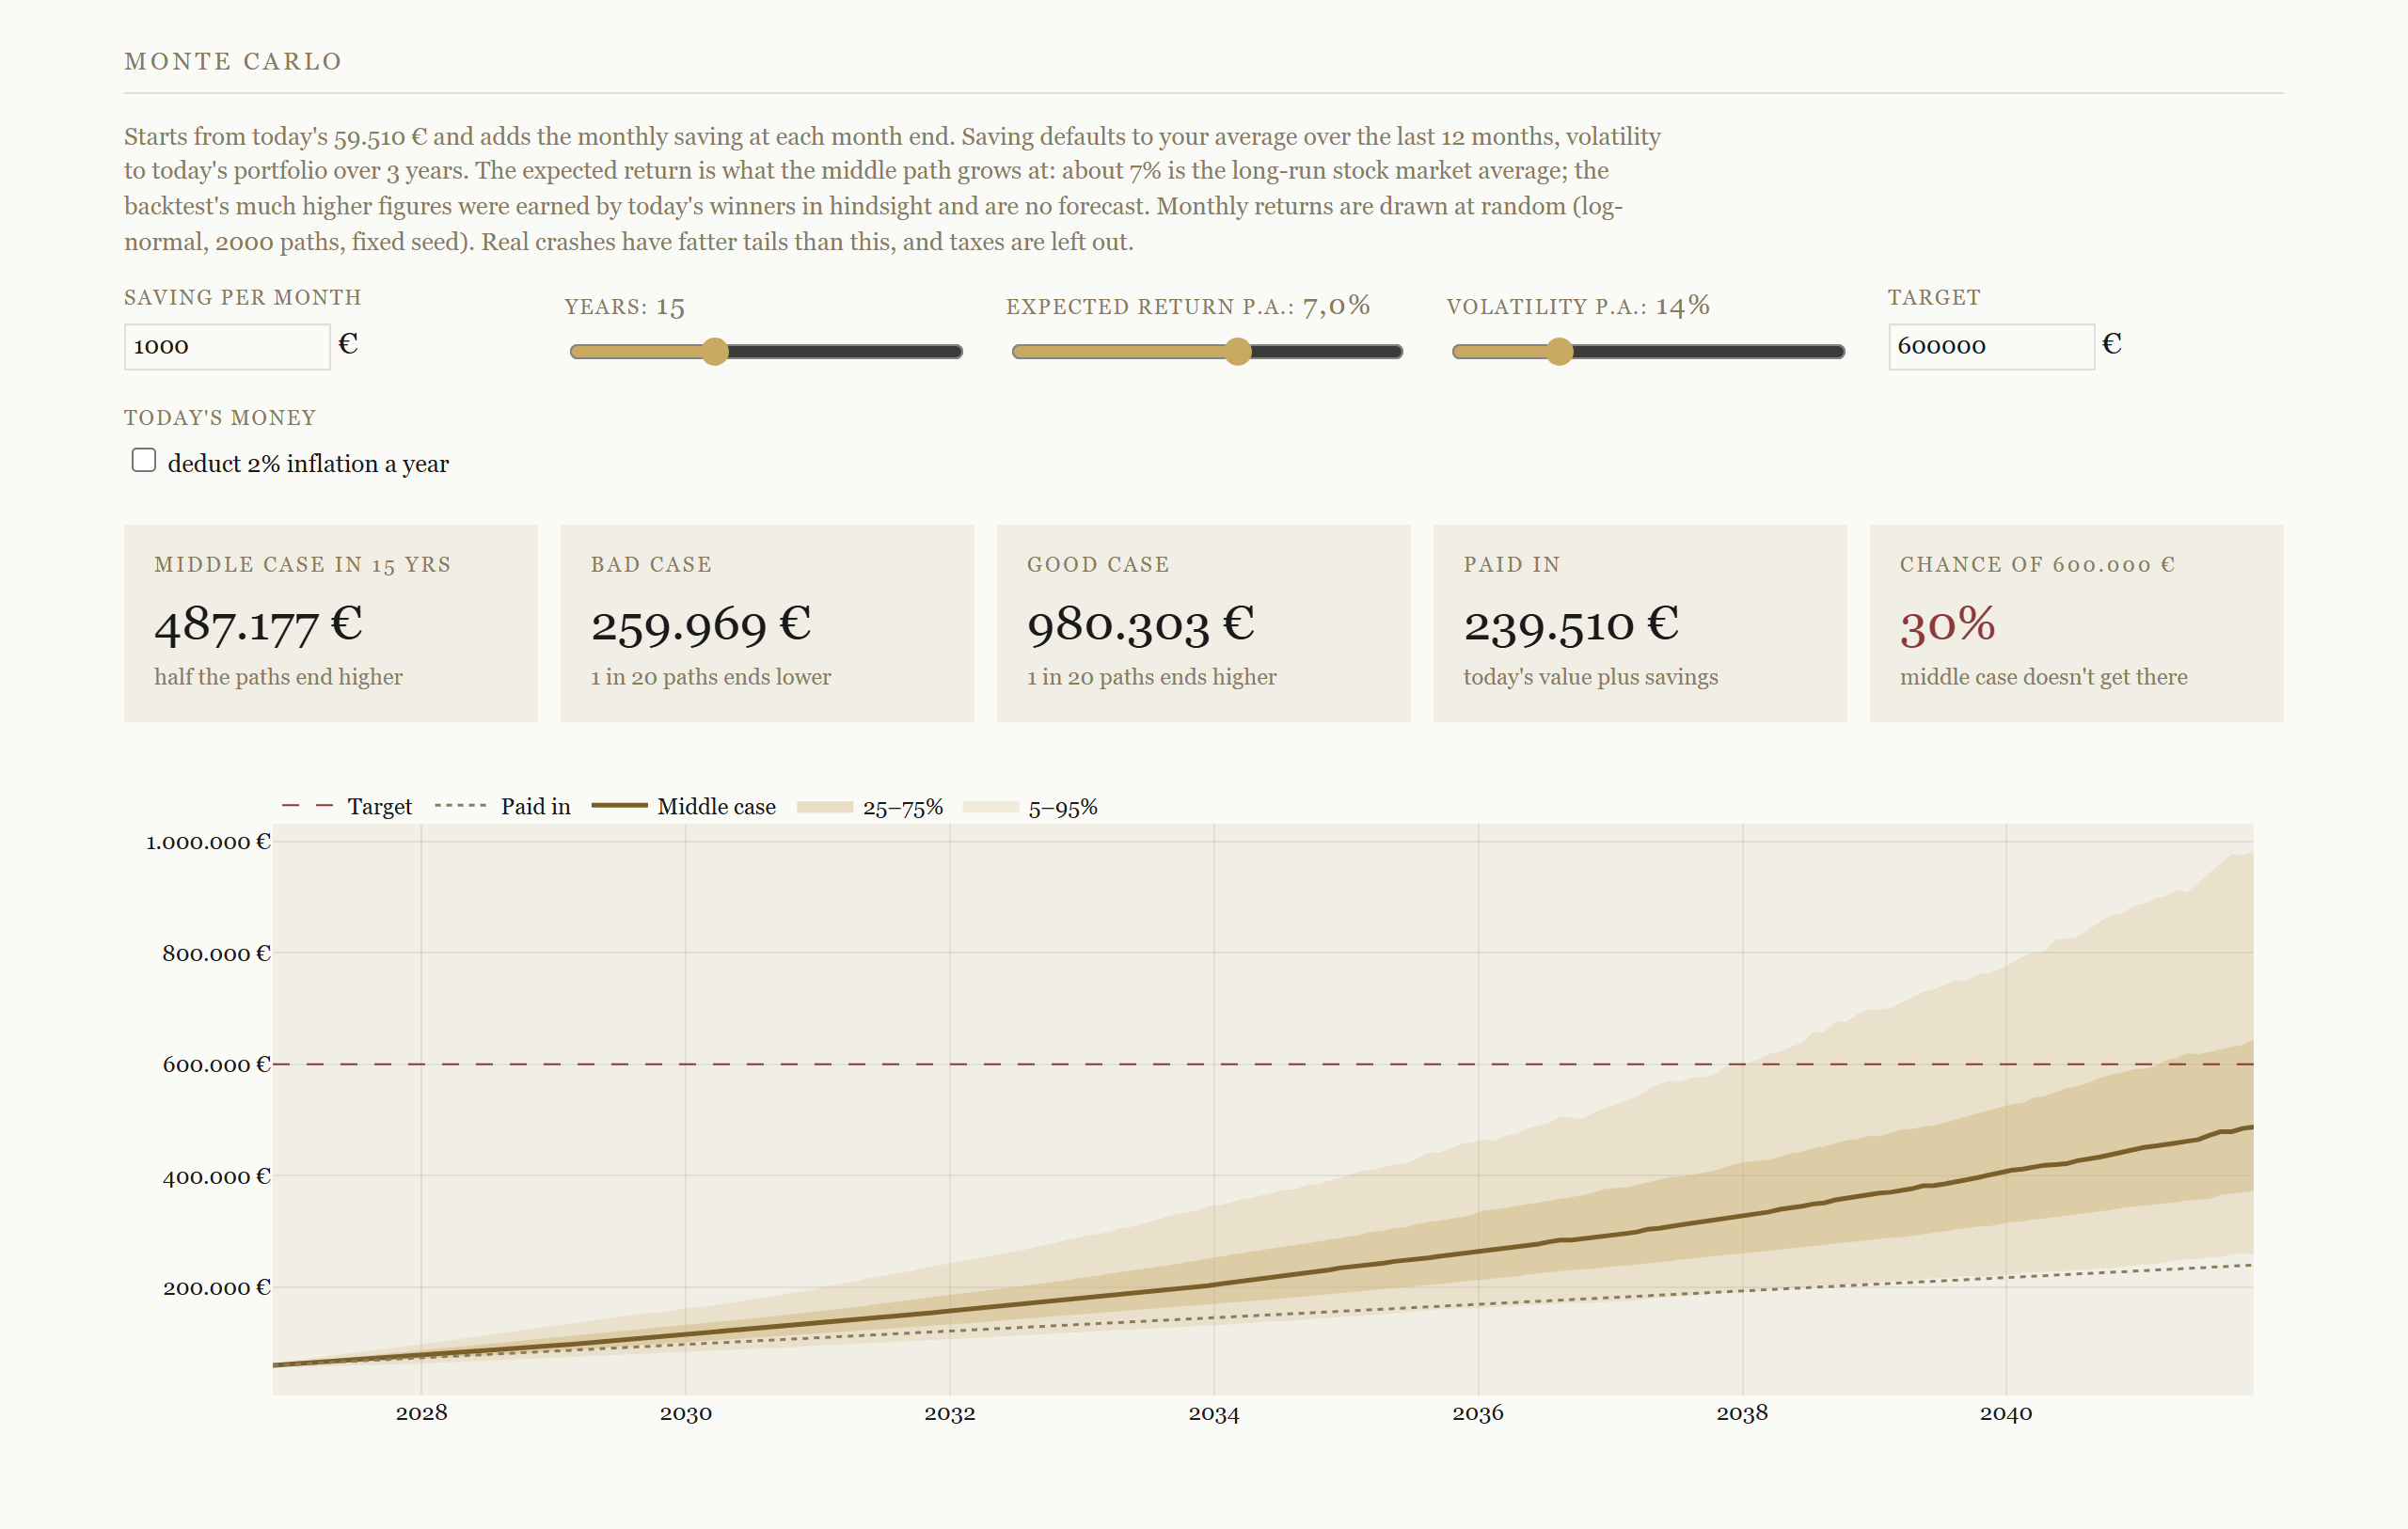 MONTE CARLO
Starts from today's 59.510 € and adds the monthly saving at each month end. Saving defaults to your average over the last 12 months, volatility
to today's portfolio over 3 years. The expected return is what the middle path grows at: about 7% is the long-run stock market average; the
backtest's much higher figures were earned by today's winners in hindsight and are no forecast. Monthly returns are drawn at random (log-
normal, 2000 paths, fixed seed). Real crashes have fatter tails than this, and taxes are left out.
SAVING PER MONTH
1000 €
YEARS: 15
EXPECTED RETURN P.A.: 7,0%
VOLATILITY P.A.: 14%
TARGET
600000 €
TODAY'S MONEY
deduct 2% inflation a year
MIDDLE CASE IN 15 YRS
487.177 €
half the paths end higher
BAD CASE
259.969 €
1 in 20 paths ends lower
GOOD CASE
980.303 €
1 in 20 paths ends higher
PAID IN
239.510 €
today's value plus savings
CHANCE OF 600.000 €
30%
middle case doesn't get there
Target Paid in Middle case 25–75% 5–95%
1.000.000 €
800.000 €
600.000 €
400.000 €
200.000 €
2028 2030 2032 2034 2036 2038 2040